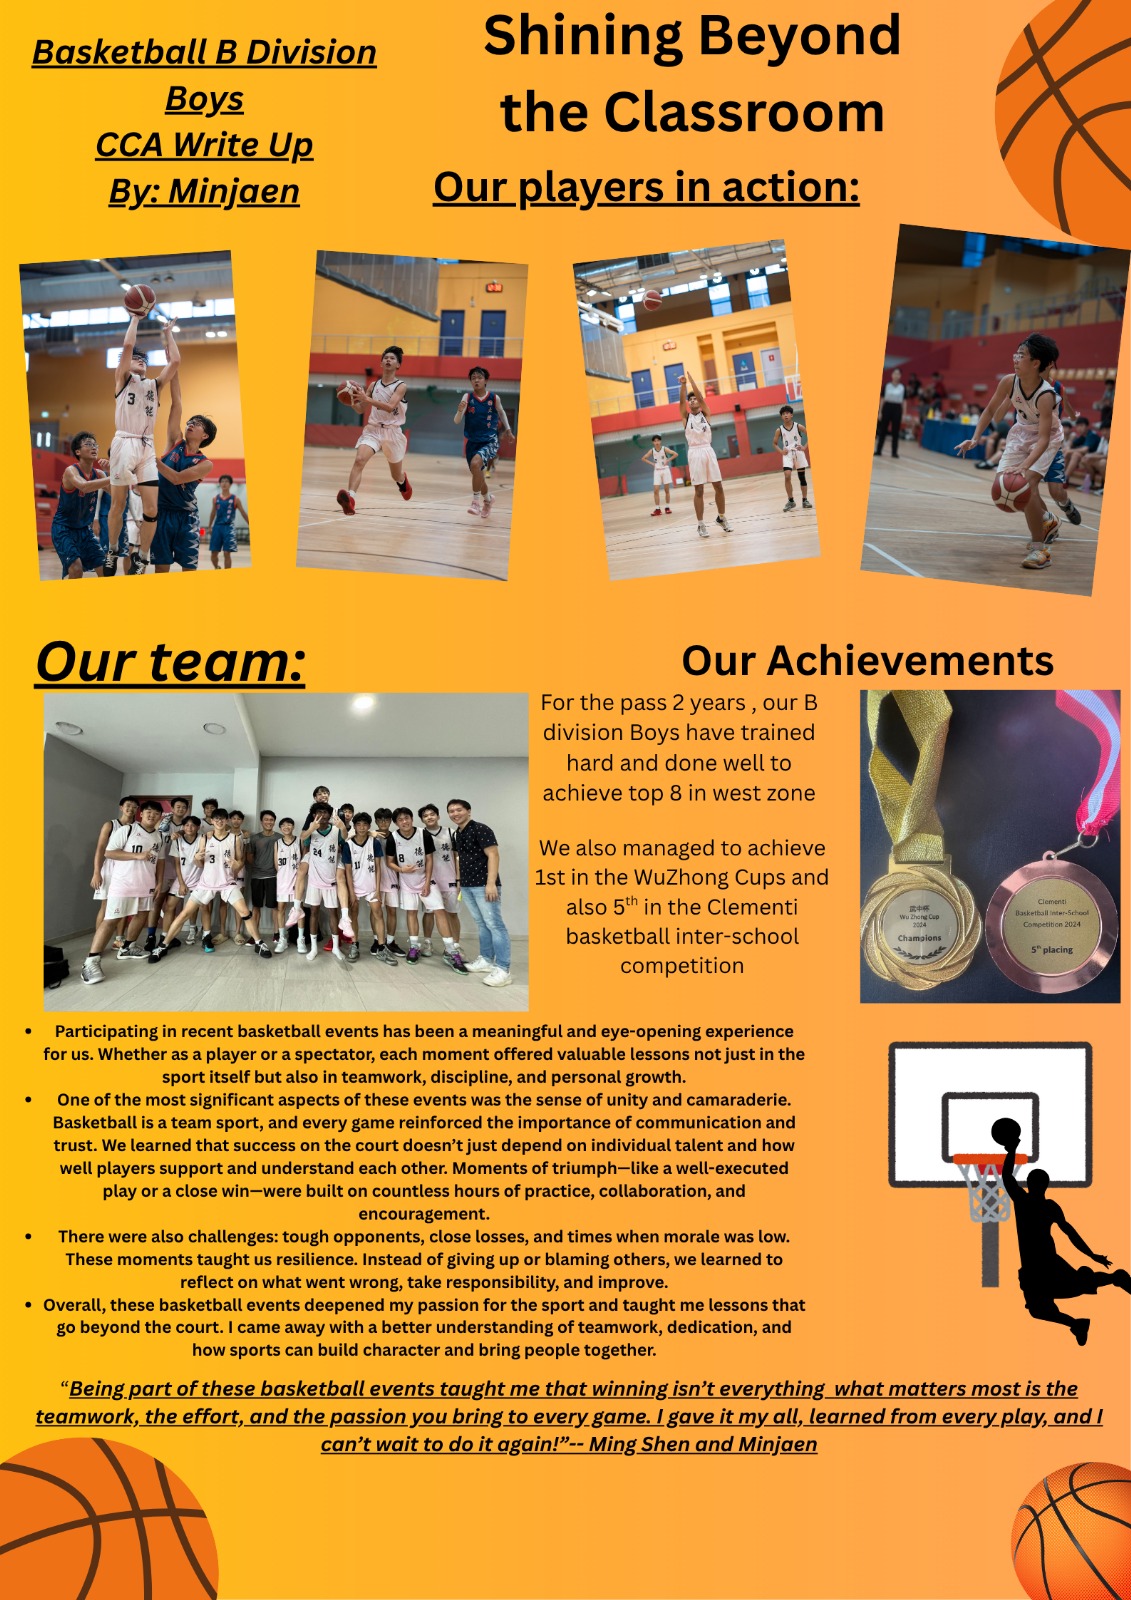 Basketball B Division
Boys
CCA Write Up
By: Minjaen
Shining Beyond
the Classroom
Our players in action:
3
德
能
Our team:
10
3
30
24
11
8
德
能
Our Achievements
For the pass 2 years , our B
division Boys have trained
hard and done well to
achieve top 8 in west zone
We also managed to achieve
1st in the WuZhong Cups and
also 5th in the Clementi
basketball inter-school
competition
武中杯
Wu Zhong Cup
2024
Champions
Clementi
Basketball Inter-School
Competition 2024
5th placing
• Participating in recent basketball events has been a meaningful and eye-opening experience
for us. Whether as a player or a spectator, each moment offered valuable lessons not just in the
sport itself but also in teamwork, discipline, and personal growth.
• One of the most significant aspects of these events was the sense of unity and camaraderie.
Basketball is a team sport, and every game reinforced the importance of communication and
trust. We learned that success on the court doesn’t just depend on individual talent and how
well players support and understand each other. Moments of triumph—like a well-executed
play or a close win—were built on countless hours of practice, collaboration, and
encouragement.
• There were also challenges: tough opponents, close losses, and times when morale was low.
These moments taught us resilience. Instead of giving up or blaming others, we learned to
reflect on what went wrong, take responsibility, and improve.
• Overall, these basketball events deepened my passion for the sport and taught me lessons that
go beyond the court. I came away with a better understanding of teamwork, dedication, and
how sports can build character and bring people together.
“Being part of these basketball events taught me that winning isn’t everything  what matters most is the
teamwork, the effort, and the passion you bring to every game. I gave it my all, learned from every play, and I
can’t wait to do it again!”-- Ming Shen and Minjaen